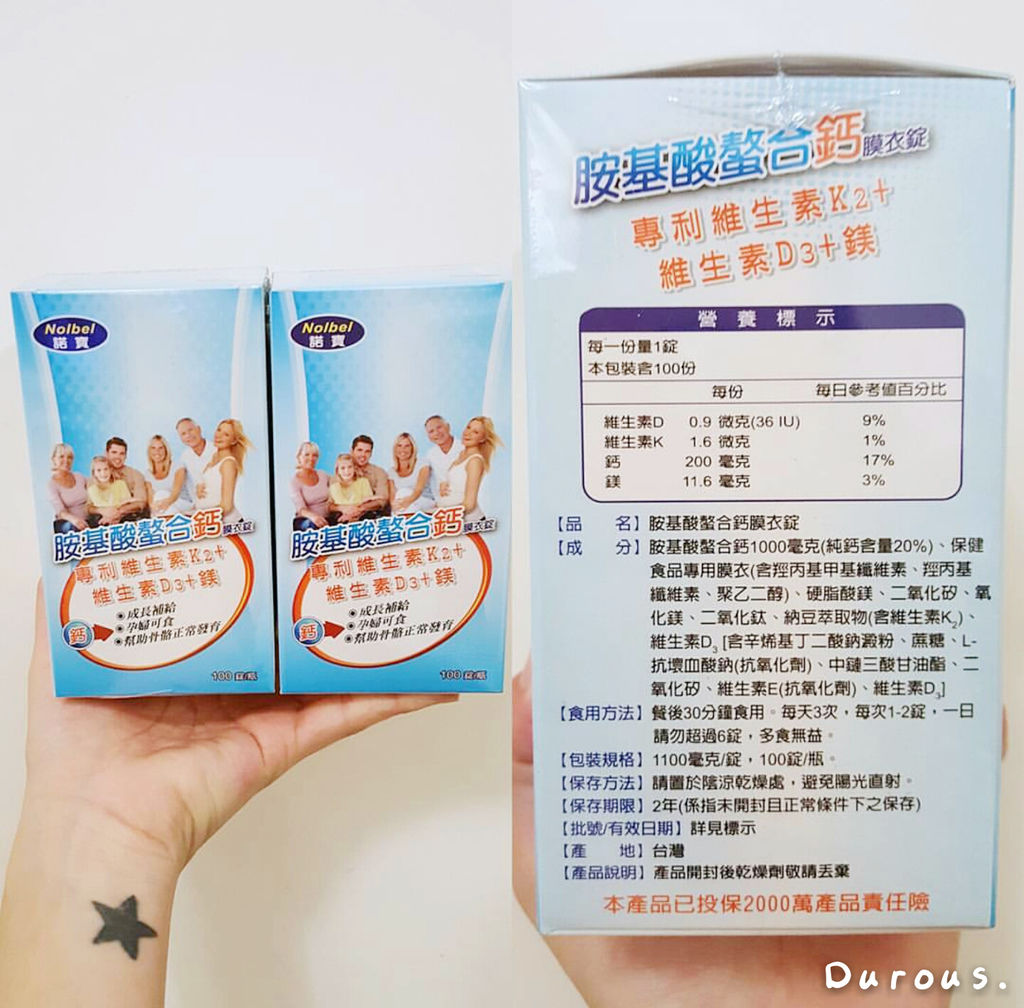 Nolbel
諾寶
胺基酸螯合鈣膜衣錠
專利維生素K2+
維生素D3+鎂
鈣
●成長補給
●孕婦可食
●幫助骨骼正常發育
100錠/瓶
Nolbel
諾寶
胺基酸螯合鈣膜衣錠
專利維生素K2+
維生素D3+鎂
鈣
●成長補給
●孕婦可食
●幫助骨骼正常發育
100錠/瓶
胺基酸螯合鈣膜衣錠
專利維生素K2+
維生素D3+鎂
營養標示
每一份量1錠
本包裝含100份
每份 每日參考值百分比
維生素D 0.9 微克(36 IU) 9%
維生素K 1.6 微克 1%
鈣 200 毫克 17%
鎂 11.6 毫克 3%
【品 名】胺基酸螯合鈣膜衣錠
【成 分】胺基酸螯合鈣1000毫克(純鈣含量20%)、保健
食品專用膜衣(含羥丙基甲基纖維素、羥丙基
纖維素、聚乙二醇)、硬脂酸鎂、二氧化矽、氧
化鎂、二氧化鈦、納豆萃取物(含維生素K₂)、
維生素D₃ [含辛烯基丁二酸鈉澱粉、蔗糖、L-
抗壞血酸鈉(抗氧化劑)、中鏈三酸甘油酯、二
氧化矽、維生素E(抗氧化劑)、維生素D₃]
【食用方法】餐後30分鐘食用。每天3次，每次1-2錠，一日
請勿超過6錠，多食無益。
【包裝規格】1100毫克/錠，100錠/瓶。
【保存方法】請置於陰涼乾燥處，避免陽光直射。
【保存期限】2年(係指未開封且正常條件下之保存)
【批號/有效日期】詳見標示
【產 地】台灣
【產品說明】產品開封後乾燥劑敬請丟棄
本產品已投保2000萬產品責任險
Durous.